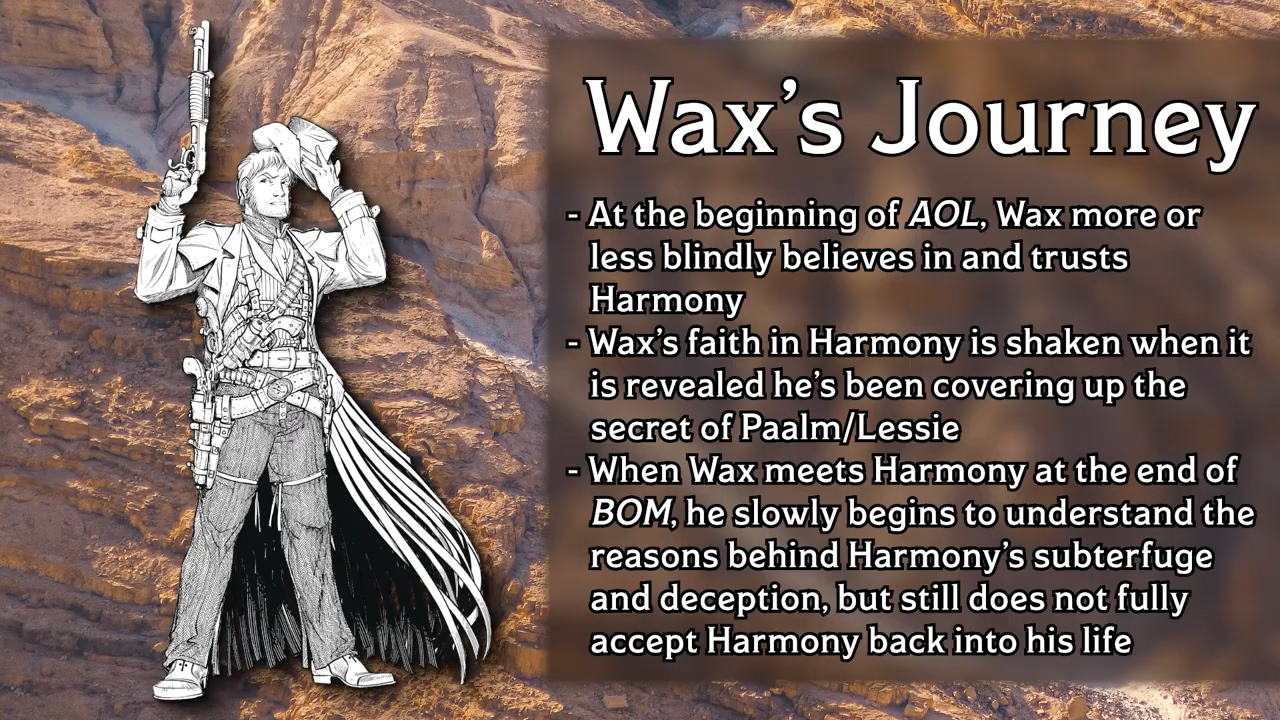 Wax's Journey
- At the beginning of AOL, Wax more or
less blindly believes in and trusts
Harmony
- Wax's faith in Harmony is shaken when it
is revealed he's been covering up the
secret of Paalm/Lessie
- When Wax meets Harmony at the end of
BOM, he slowly begins to understand the
reasons behind Harmony's subterfuge
and deception, but still does not fully
accept Harmony back into his life